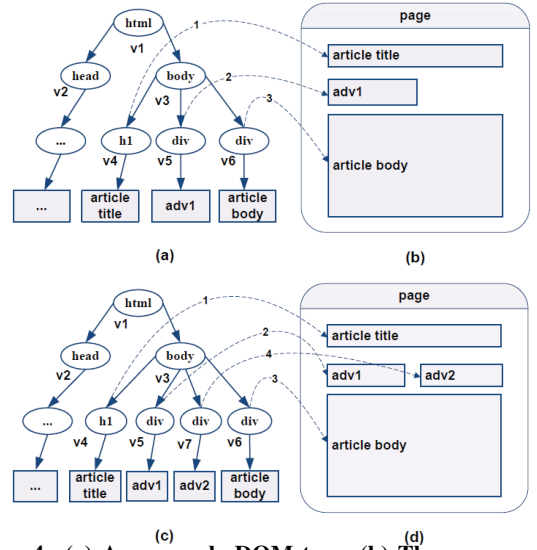 html
page
v1
1
article title
head
body
2
adv1
v2
v3
3
...
h1
div
div
v4
v5
v6
article body
...
article
title
adv1
article
body
(a)
(b)
html
page
v1
1
article title
2
head
body
4
adv1
adv2
v2
v3
3
...
h1
div
div
div
v4
v5
v7
v6
article body
...
article
title
adv1
adv2
article
body
(c)
(d)